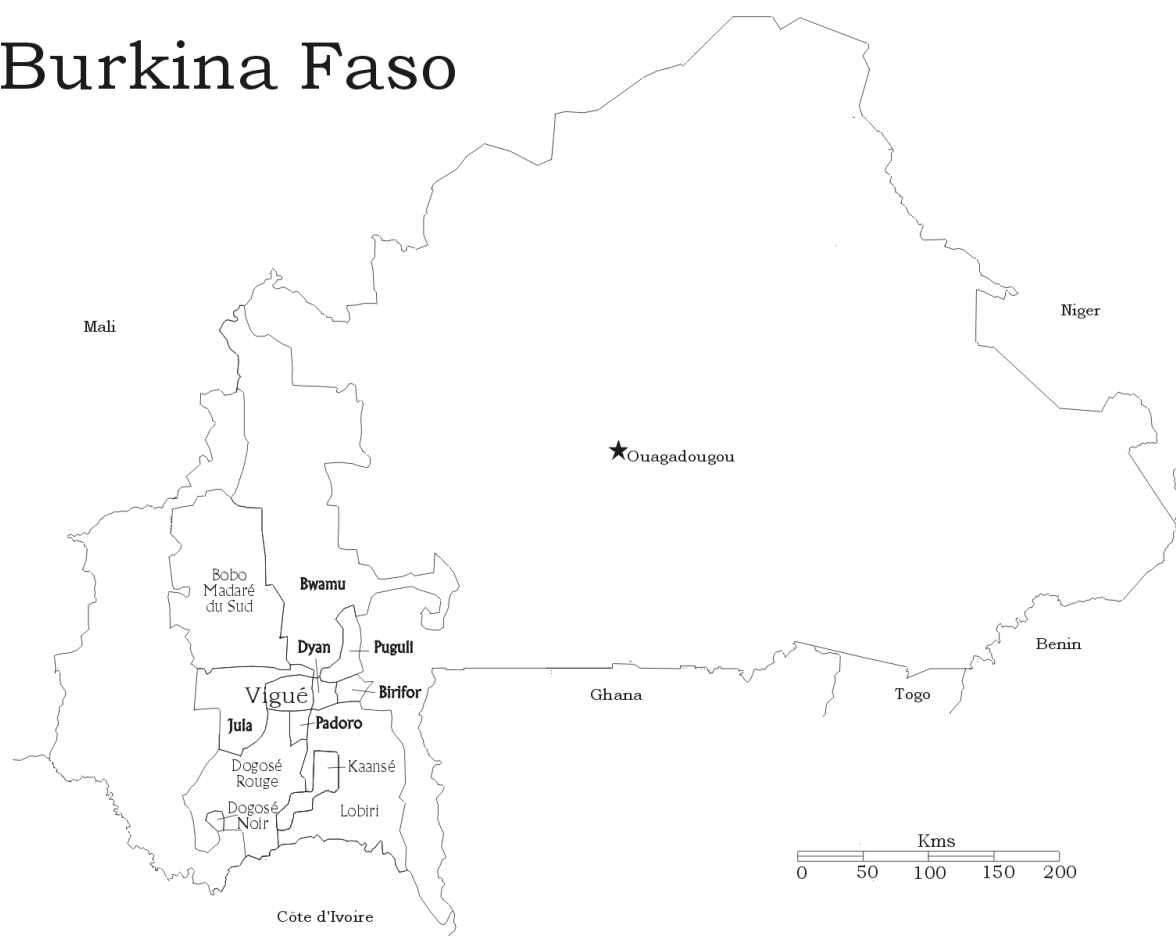 Burkina Faso
Mali
Niger
Ouagadougou
Bobo
Madaré
du Sud
Bwamu
Dyan
Puguli
Benin
Vigué
Birifor
Ghana
Togo
Jula
Padoro
Dogosé
Rouge
Kaansé
Dogosé
Noir
Lobiri
Kms
0 50 100 150 200
Côte d'Ivoire